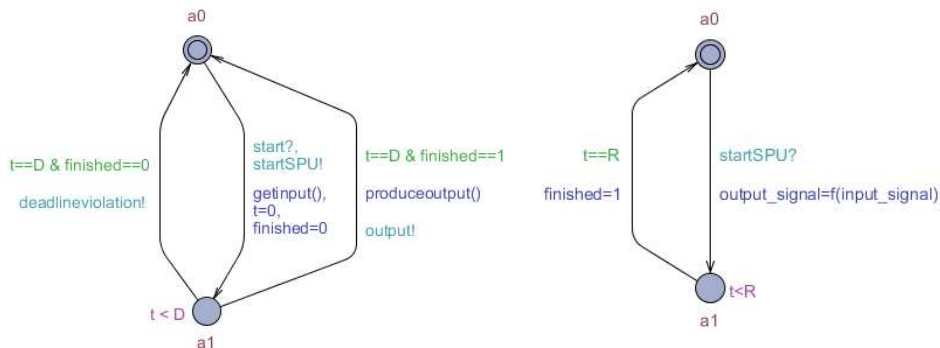 a0
t==D & finished==0
deadlineviolation!
start?,
startSPU!
getinput(),
t=0,
finished=0
t==D & finished==1
produceoutput()
output!
t < D
a1
a0
t==R
finished=1
startSPU?
output_signal=f(input_signal)
t<R
a1